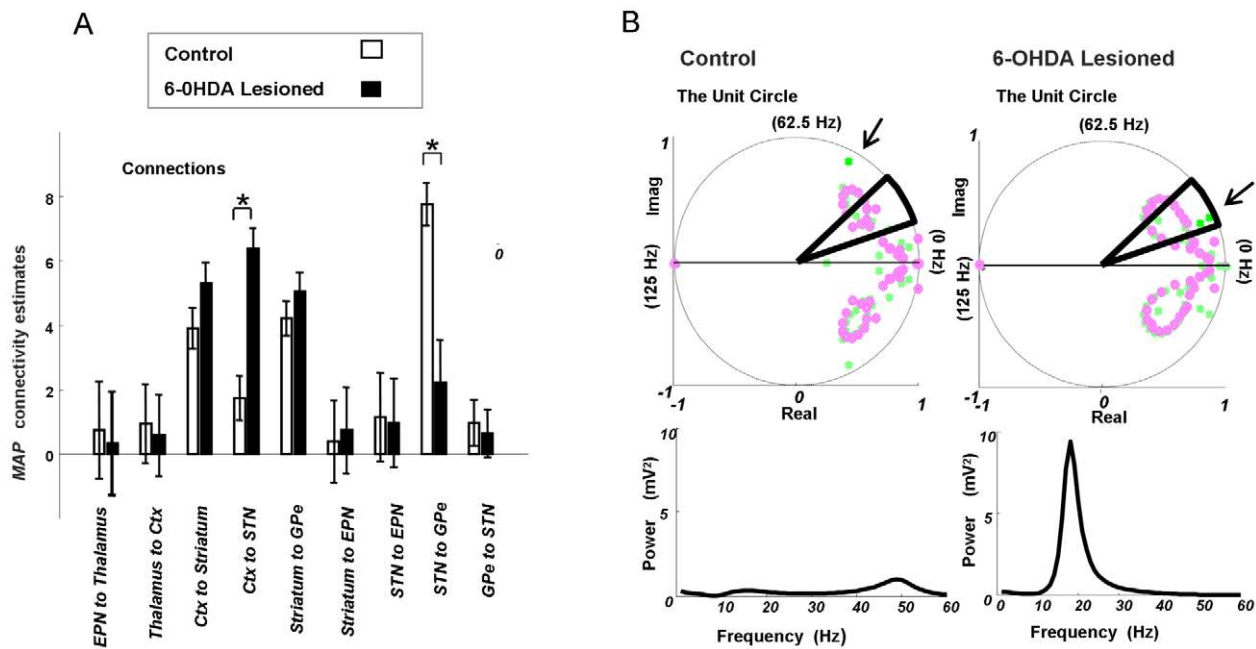 A
Control
6-0HDA Lesioned
Connections
MAP connectivity estimates
8
6
4
2
0
*
*
0
EPN to Thalamus
Thalamus to Ctx
Ctx to Striatum
Ctx to STN
Striatum to GPe
Striatum to EPN
STN to EPN
STN to GPe
GPe to STN
B
Control
The Unit Circle
(62.5 Hz)
1
Imag
(125 Hz)
(0 Hz)
-1
-1
0
1
Real
6-OHDA Lesioned
The Unit Circle
(62.5 Hz)
1
Imag
(125 Hz)
(0 Hz)
-1
-1
0
1
Real
10
5
0
Power (mV²)
10 20 30 40 50 60
Frequency (Hz)
10
5
0
Power (mV²)
10 20 30 40 50 60
Frequency (Hz)